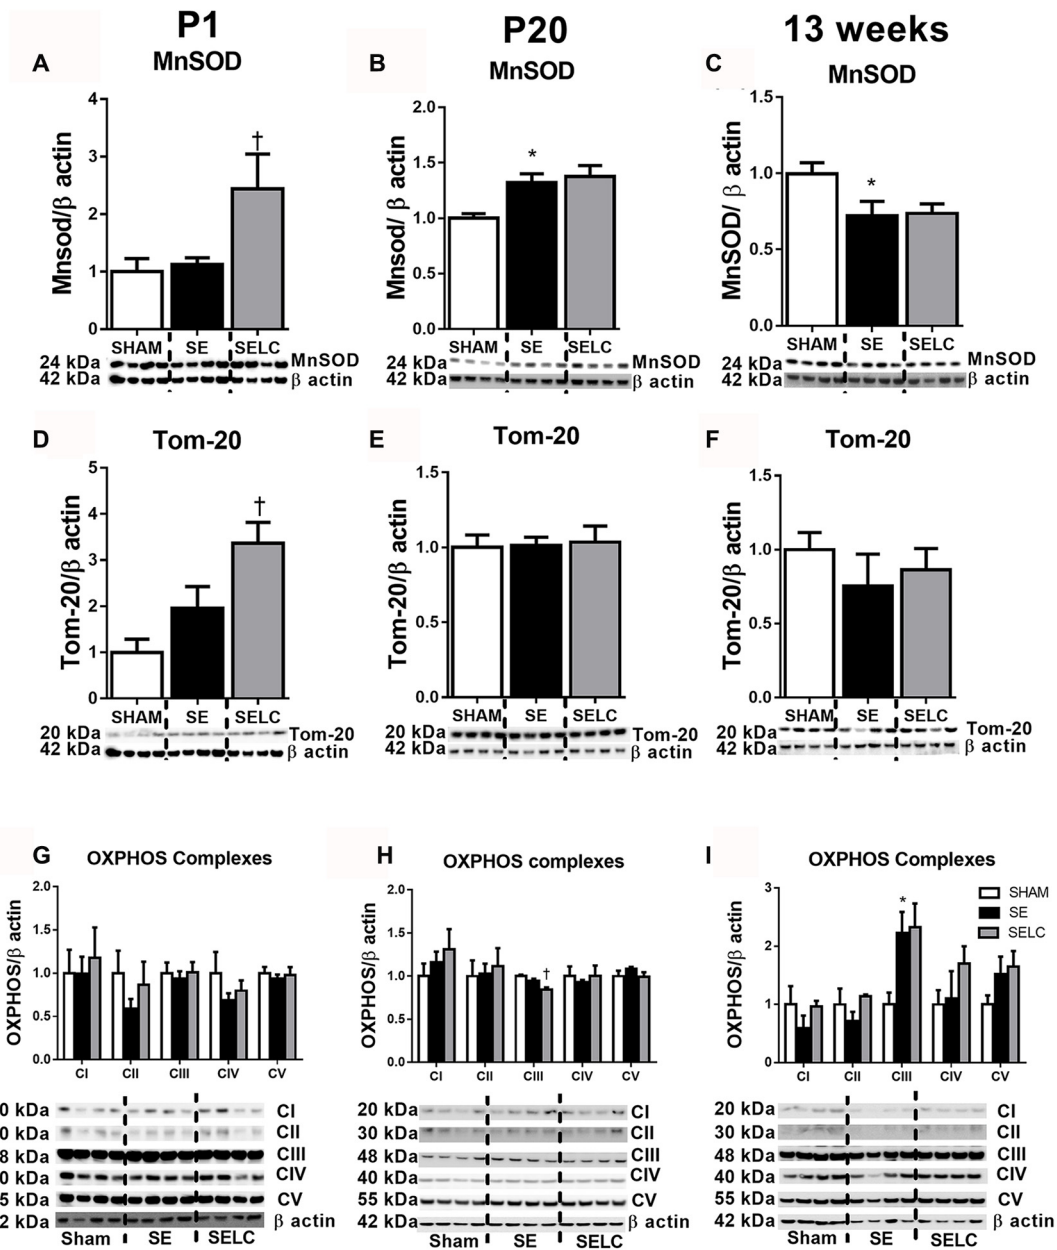 P1
P20
13 weeks
A
MnSOD
B
MnSOD
C
MnSOD
Mnsod/β actin
4
3
2
1
0
SHAM SE SELC
24 kDa MnSOD
42 kDa β actin
Mnsod/ β actin
2.0
1.5
1.0
0.5
0.0
SHAM SE SELC
24 kDa MnSOD
42 kDa β actin
MnSOD/ β actin
1.5
1.0
0.5
0.0
SHAM SE SELC
24 kDa MnSOD
42 kDa β actin
†
*
*
D
Tom-20
E
Tom-20
F
Tom-20
Tom-20/β actin
5
4
3
2
1
0
†
SHAM SE SELC
20 kDa Tom-20
42 kDa β actin
Tom-20/β actin
1.5
1.0
0.5
0.0
SHAM SE SELC
20 kDa Tom-20
42 kDa β actin
Tom-20/β actin
1.5
1.0
0.5
0.0
SHAM SE SELC
20 kDa Tom-20
42 kDa β actin
G
OXPHOS Complexes
H
OXPHOS complexes
I
OXPHOS Complexes
OXPHOS/β actin
2.0
1.5
1.0
0.5
0.0
CI CII CIII CIV CV
0 kDa CI
0 kDa CII
8 kDa CIII
0 kDa CIV
5 kDa CV
2 kDa β actin
Sham SE SELC
OXPHOS/β actin
2.0
1.5
1.0
0.5
0.0
†
CI CII CIII CIV CV
20 kDa CI
30 kDa CII
48 kDa CIII
40 kDa CIV
55 kDa CV
42 kDa β actin
Sham SE SELC
OXPHOS/β actin
3
2
1
0
*
SHAM
SE
SELC
CI CII CIII CIV CV
20 kDa CI
30 kDa CII
48 kDa CIII
40 kDa CIV
55 kDa CV
42 kDa β actin
Sham SE SELC